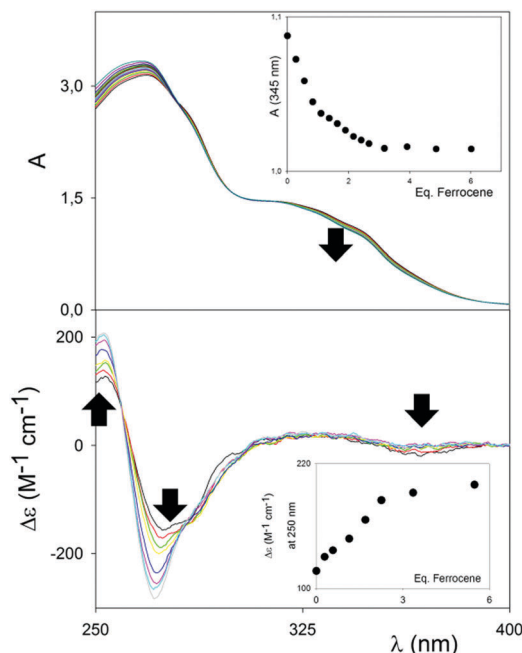 1,1
A (345 nm)
1,0
0 2 4 6
Eq. Ferrocene
3,0
A
1,5
0,0
200
Δε (M⁻¹ cm⁻¹)
0
-200
220
Δε (M⁻¹ cm⁻¹)
at 250 nm
100
Eq. Ferrocene
0 3 6
250 325 400
λ (nm)